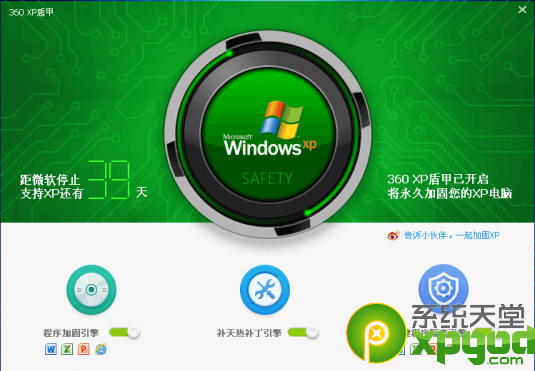 360 XP盾甲
Microsoft
Windows xp
SAFETY
距微软停止
支持XP还有 39 天
360 XP盾甲已开启
将永久加固您的XP电脑
告诉小伙伴，一起加固XP
程序加固引擎
补天热补丁引擎
引擎
系统天堂
xpgod.com